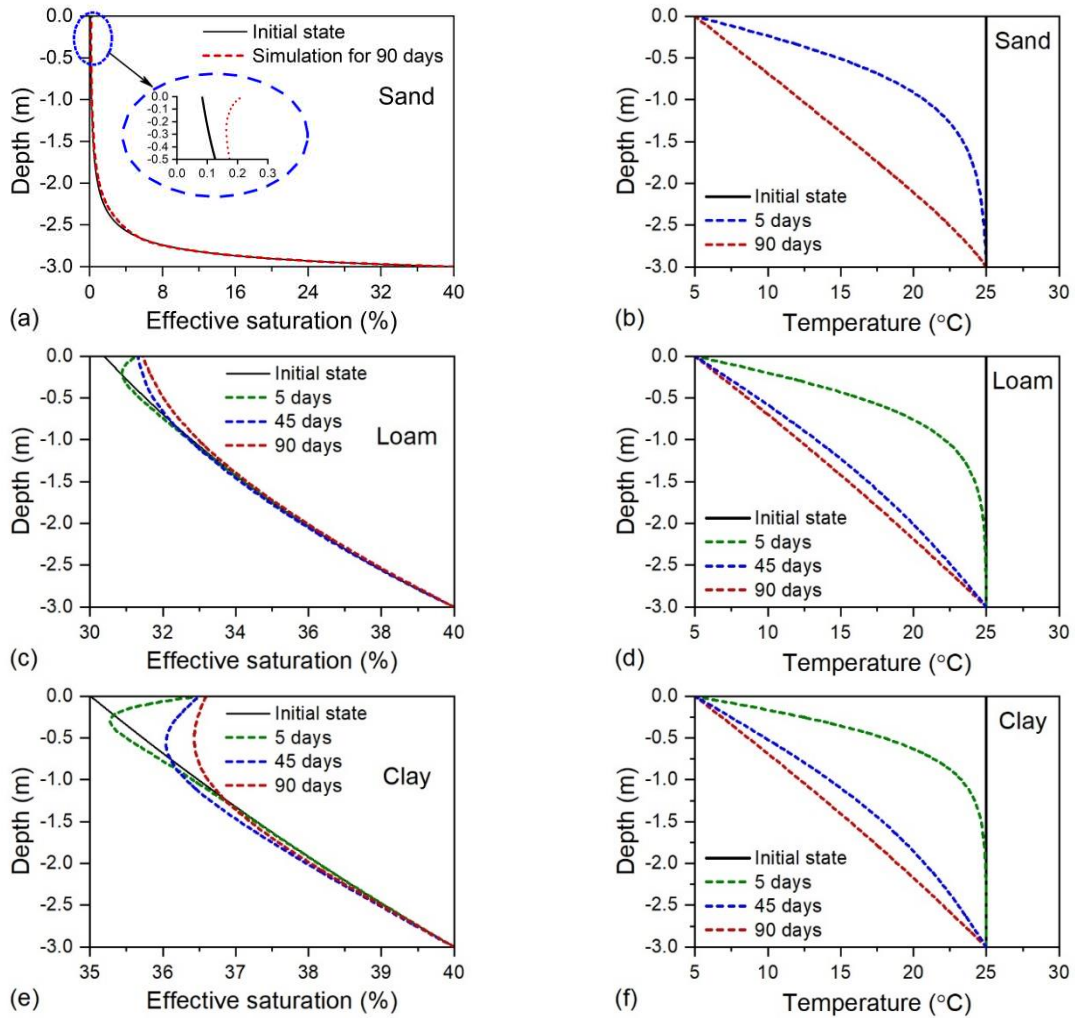 0.0
-0.5
-1.0
-1.5
-2.0
-2.5
-3.0
Depth (m)
Initial state
Simulation for 90 days
Sand
0.0
-0.1
-0.2
-0.3
-0.4
-0.5
0.0 0.1 0.2 0.3
0 4 8 12 16 20 24 28 32 36 40
(a)
Effective saturation (%)
0.0
-0.5
-1.0
-1.5
-2.0
-2.5
-3.0
Depth (m)
Sand
Initial state
5 days
90 days
5 10 15 20 25 30
(b)
Temperature (°C)
0.0
-0.5
-1.0
-1.5
-2.0
-2.5
-3.0
Depth (m)
Initial state
5 days
45 days
90 days
Loam
30 32 34 36 38 40
(c)
Effective saturation (%)
0.0
-0.5
-1.0
-1.5
-2.0
-2.5
-3.0
Depth (m)
Loam
Initial state
5 days
45 days
90 days
5 10 15 20 25 30
(d)
Temperature (°C)
0.0
-0.5
-1.0
-1.5
-2.0
-2.5
-3.0
Depth (m)
Initial state
5 days
45 days
90 days
Clay
35 36 37 38 39 40
(e)
Effective saturation (%)
0.0
-0.5
-1.0
-1.5
-2.0
-2.5
-3.0
Depth (m)
Clay
Initial state
5 days
45 days
90 days
5 10 15 20 25 30
(f)
Temperature (°C)